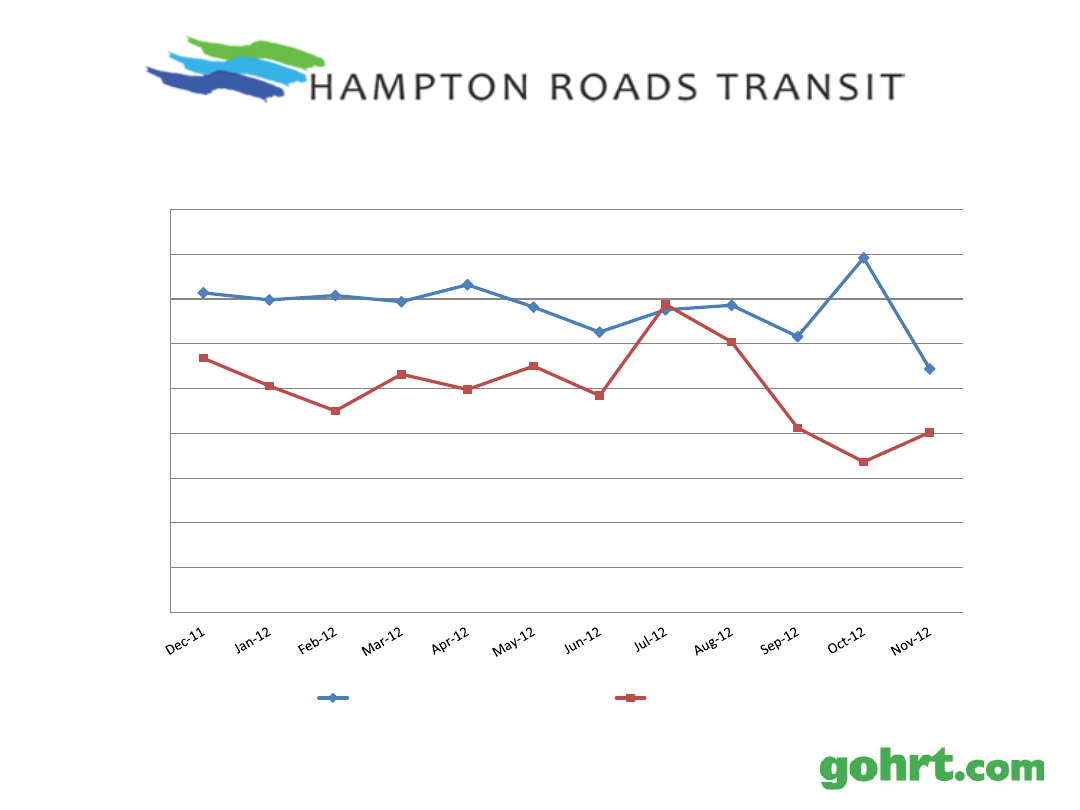 HAMPTON ROADS TRANSIT
Dec-11 Jan-12 Feb-12 Mar-12 Apr-12 May-12 Jun-12 Jul-12 Aug-12 Sep-12 Oct-12 Nov-12
gohrt.com